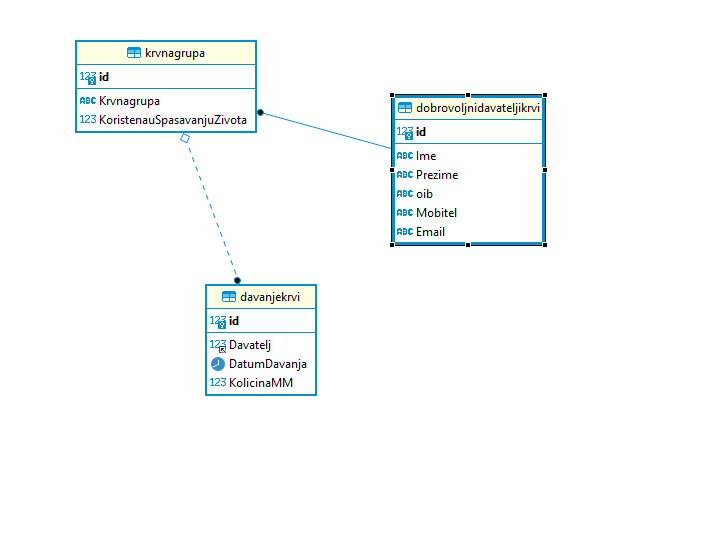 krvnagrupa
123 id
ABC Krvnagrupa
123 KoristenauSpasavanjuZivota
dobrovoljnidavateljikrvi
123 id
ABC Ime
ABC Prezime
ABC oib
ABC Mobitel
ABC Email
davanjekrvi
123 id
123 Davatelj
DatumDavanja
123 KolicinaMM